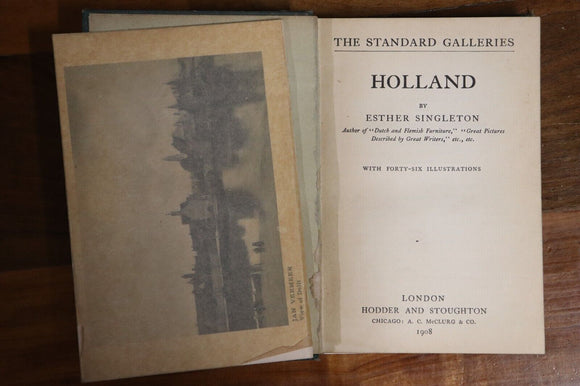 JAN VERMEER
View of Delft
THE STANDARD GALLERIES
HOLLAND
BY
ESTHER SINGLETON
Author of "Dutch and Flemish Furniture," "Great Pictures
Described by Great Writers," etc., etc.
WITH FORTY-SIX ILLUSTRATIONS
LONDON
HODDER AND STOUGHTON
CHICAGO: A. C. McCLURG & CO.
1908